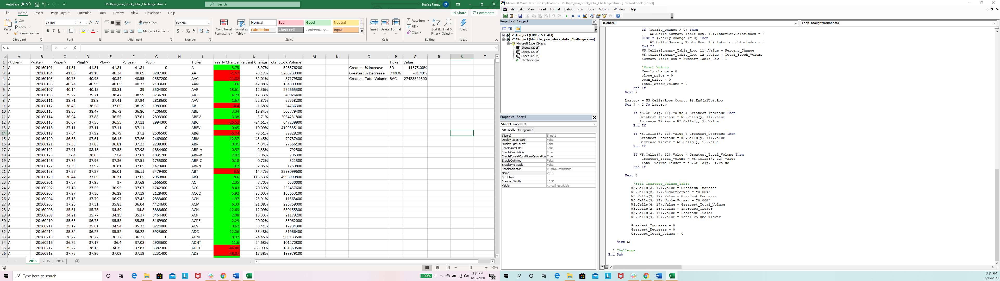 AutoSave Off Multiple_year_stock_data _Challenge.xlsm Search Evelisa Flores EF
File Home Insert Page Layout Formulas Data Review View Developer Help Share Comments
Paste Cut Copy Format Painter Calibri 12 B I U Wrap Text Merge & Center General $ % Conditional Formatting Format as Table Normal Bad Good Neutral Calculation Check Cell Explanatory ... Input Insert Delete Format AutoSum Fill Clear Sort & Filter Find & Select Ideas
Clipboard Font Alignment Number Styles Cells Editing Ideas
S14 fx
A B C D E F G H I J K L M N O P Q R S T
1 <ticker> <date> <open> <high> <low> <close> <vol> Ticker Yearly Change Percent Change Total Stock Volume Ticker Value
2 A 20160101 41.81 41.81 41.81 41.81 0 A 3.75 8.97% 528576200 Greatest % Increase SD 11675.00%
3 A 20160104 41.06 41.19 40.34 40.69 3287300 AA -1.53 -5.17% 5208239000 Greatest % Decrease DYN.W -91.49%
4 A 20160105 40.73 40.95 40.34 40.55 2587200 AAC -11.82 -62.01% 57179800 Greatest Total Volume BAC 27428529600
5 A 20160106 40.24 40.99 40.05 40.73 2103600 AAN 9.6 42.88% 184809000
6 A 20160107 40.14 40.15 38.81 39 3504300 AAP 18.61 12.36% 262665300
7 A 20160108 39.22 39.71 38.47 38.59 3736700 AAT 4.73 12.33% 49026400
8 A 20160111 38.71 38.9 37.41 37.94 2818600 AAV 1.67 32.87% 27358200
9 A 20160112 38.43 38.58 37.65 38.19 1989300 AB -0.4 -1.68% 64736300
10 A 20160113 38.35 38.47 36.72 36.86 4206600 ABB 3.34 18.84% 503779400
11 A 20160114 36.94 37.88 36.55 37.61 2893300 ABBV 3.38 5.71% 2034231800
12 A 20160115 36.67 37.56 36.55 37.11 2994300 ABC -25.52 -24.61% 647239900
13 A 20160118 37.11 37.11 37.11 37.11 0 ABEV 0.45 10.09% 4199335100
14 A 20160119 37.64 37.92 36.79 37.2 2506500 ABG -5.74 -8.51% 89828200
15 A 20160120 36.68 37.61 36.13 37.26 2469000 ABM 12.37 43.45% 79787400
16 A 20160121 37.35 37.83 36.81 37.23 2298300 ABR 0.31 4.34% 27556100
17 A 20160122 37.91 38.18 37.58 37.98 1834400 ABR-A 0.57 2.33% 792500
18 A 20160125 37.4 38.03 37.4 37.61 1831200 ABR-B 2.02 8.95% 795300
19 A 20160126 37.89 37.96 37.36 37.51 1755000 ABR-C 0.18 0.72% 521300
20 A 20160127 37.39 37.92 36.81 37.05 1479400 ABRN 0.7 2.85% 1759800
21 A 20160128 37.27 37.27 36.01 36.11 3479400 ABT -6.5 -14.47% 2298099600
22 A 20160129 36.44 37.69 36.31 37.65 2959800 ABX 8.6 116.53% 4996990800
23 A 20160201 37.37 37.95 37 37.69 2666500 AC 2.35 7.70% 6530000
24 A 20160202 37.18 37.55 36.95 37.07 1742300 ACC 8.43 20.39% 258457600
25 A 20160203 37.27 37.36 36.29 37.19 2128400 ACCO 5.92 83.03% 163653100
26 A 20160204 37.15 37.79 36.97 37.42 2833400 ACH 1.97 23.91% 11563400
27 A 20160205 37.26 37.31 35.83 36.04 4424600 ACM 6.33 21.08% 296759000
28 A 20160208 35.61 35.78 34.39 34.8 3888600 ACN 12.63 12.09% 650155300
29 A 20160209 34.21 35.77 34.15 35.37 3464400 ACP 2.08 18.33% 21179200
30 A 20160210 35.63 36.73 35.53 35.85 3169900 ACRE 2.29 20.02% 35062000
31 A 20160211 35.12 35.61 34.94 35.33 3224000 ACV 0.62 3.41% 12734300
32 A 20160212 35.84 36.23 35.52 36.22 3923600 ADC 12.06 35.48% 51966400
33 A 20160215 36.22 36.22 36.22 36.22 0 ADM 8.97 24.45% 909133500
34 A 20160216 36.72 37.17 36.4 37.08 2903600 ADNT 11.6 24.68% 101270800
35 A 20160217 35.22 38.13 34.75 37.87 5382300 ADPT -46.88 -85.99% 181359500
36 A 20160218 37.73 37.96 37.09 37.19 2231400 ADS -48.07 -17.38% 198979100
2016 2015 2014
100%
Type here to search 100% 3:31 PM 6/15/2020 20
Microsoft Visual Basic for Applications - Multiple_year_stock_data _Challenge.xlsm - [ThisWorkbook (Code)]
File Edit View Insert Format Debug Run Tools Add-Ins Window Help
Project - VBAProject
VBAProject (FUNCRES.XLAM)
VBAProject (Multiple_year_stock_data _Challenge.xlsm)
Microsoft Excel Objects
Sheet1 (2016)
Sheet2 (2015)
Sheet3 (2014)
ThisWorkbook
Properties - Sheet1
Sheet1 Worksheet
Alphabetic Categorized
(Name) Sheet1
DisplayPageBreaks False
DisplayRightToLeft False
EnableAutoFilter False
EnableCalculation True
EnableFormatConditionsCalculation True
EnableOutlining False
EnablePivotTable False
EnableSelection 0 - xlNoRestrictions
Name 2016
ScrollArea
StandardWidth 10.38
Visible -1 - xlSheetVisible
(General) LoopThroughWorksheets
If (Yearly_change > 0) Then
WS.Cells(Summary_Table_Row, 10).Interior.ColorIndex = 4
ElseIf (Yearly_change <= 0) Then
WS.Cells(Summary_Table_Row, 10).Interior.ColorIndex = 3
End If
WS.Cells(Summary_Table_Row, 11).Value = Percent_Change
WS.Cells(Summary_Table_Row, 12).Value = Total_Stock_Volume
Summary_Table_Row = Summary_Table_Row + 1
'Reset Values
Yearly_change = 0
close_price = 0
open_price = 0
Total_Stock_Volume = 0
End If
Next i
Lastrow = WS.Cells(Rows.Count, 9).End(xlUp).Row
For j = 2 To Lastrow
If WS.Cells(j, 11).Value > Greatest_Increase Then
Greatest_Increase = WS.Cells(j, 11).Value
Increase_Ticker = WS.Cells(j, 9).Value
End If
If WS.Cells(j, 11).Value < Greatest_Decrease Then
Greatest_Decrease = WS.Cells(j, 11).Value
Decrease_Ticker = WS.Cells(j, 9).Value
End If
If WS.Cells(j, 12).Value > Greatest_Total_Volume Then
Greatest_Total_Volume = WS.Cells(j, 12).Value
Total_Volume_Ticker = WS.Cells(j, 9).Value
End If
Next j
'Fill Greatest_Values_Table
WS.Cells(2, 17).Value = Greatest_Increase
WS.Cells(2, 17).NumberFormat = "0.00%"
WS.Cells(3, 17).Value = Greatest_Decrease
WS.Cells(3, 17).NumberFormat = "0.00%"
WS.Cells(4, 17).Value = Greatest_Total_Volume
WS.Cells(2, 16).Value = Increase_Ticker
WS.Cells(3, 16).Value = Decrease_Ticker
WS.Cells(4, 16).Value = Total_Volume_Ticker
Greatest_Increase = 0
Greatest_Decrease = 0
Greatest_Total_Volume = 0
Next WS
' Challenge
End Sub
3:31 PM
6/15/2020